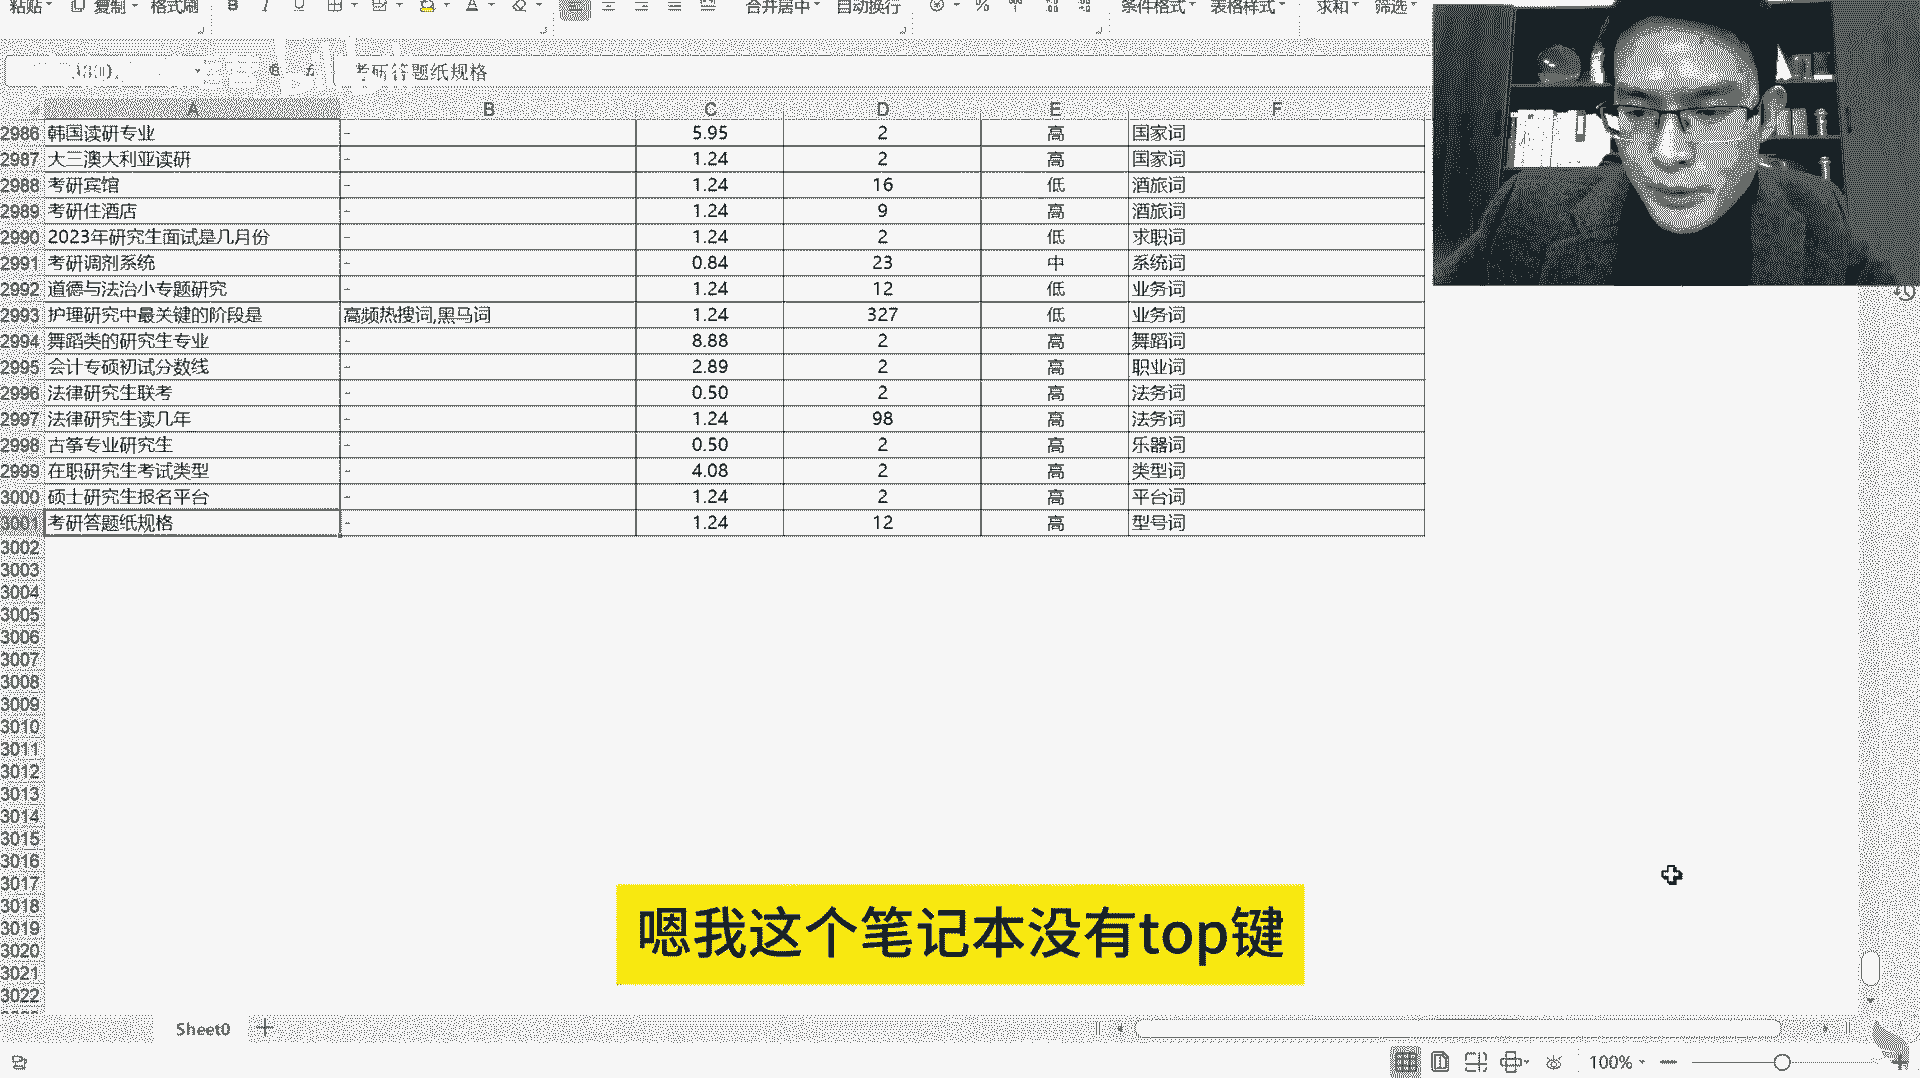 粘贴 复制 格式刷 B I U A 合并居中 自动换行 % 条件格式 表格样式 求和 筛选
考研答题纸规格
A B C D E F
2986 韩国读研专业 - 5.95 2 高 国家词
2987 大三澳大利亚读研 - 1.24 2 高 国家词
2988 考研宾馆 - 1.24 16 低 酒旅词
2989 考研住酒店 - 1.24 9 高 酒旅词
2990 2023年研究生面试是几月份 - 1.24 2 低 求职词
2991 考研调剂系统 - 0.84 23 中 系统词
2992 道德与法治小专题研究 - 1.24 12 低 业务词
2993 护理研究中最关键的阶段是 高频热搜词,黑马词 1.24 327 低 业务词
2994 舞蹈类的研究生专业 - 8.88 2 高 舞蹈词
2995 会计专硕初试分数线 - 2.89 2 高 职业词
2996 法律研究生联考 - 0.50 2 高 法务词
2997 法律研究生读几年 - 1.24 98 高 法务词
2998 古筝专业研究生 - 0.50 2 高 乐器词
2999 在职研究生考试类型 - 4.08 2 高 类型词
3000 硕士研究生报名平台 - 1.24 2 高 平台词
3001 考研答题纸规格 - 1.24 12 高 型号词
3002
3003
3004
3005
3006
3007
3008
3009
3010
3011
3012
3013
3014
3015
3016
3017
3018
3019
3020
3021
3022
嗯我这个笔记本没有top键
Sheet0
100%